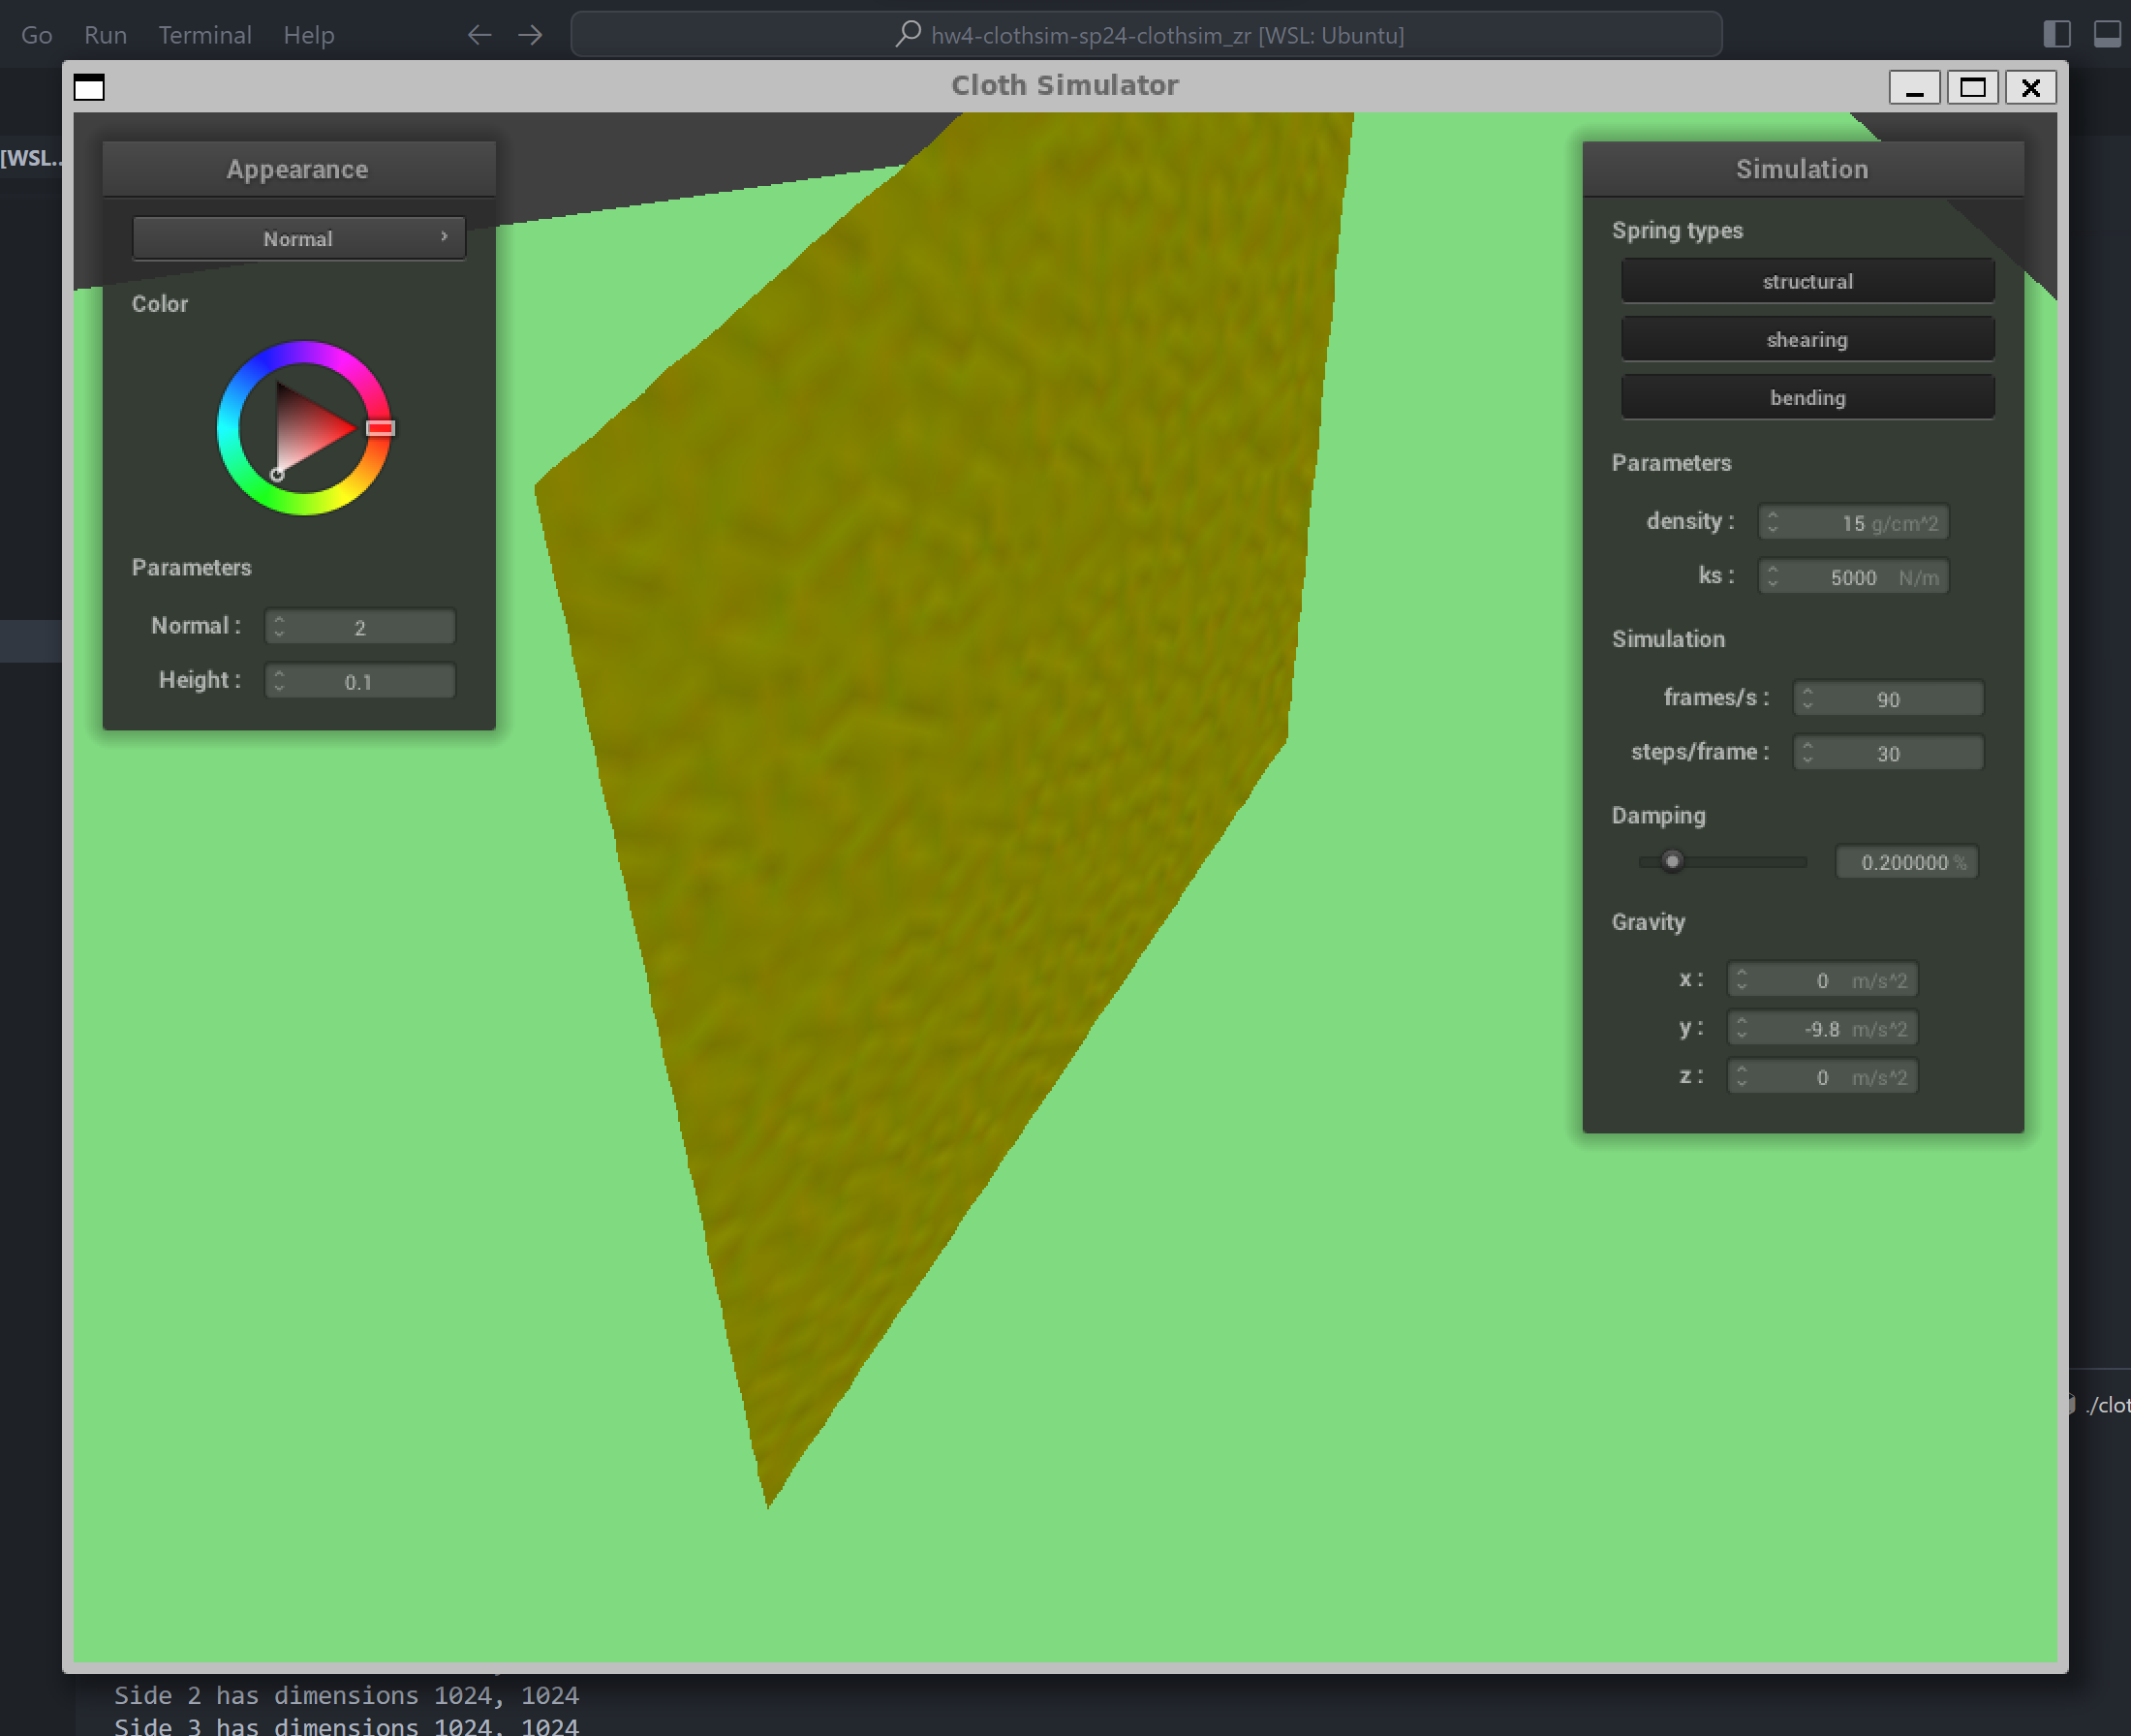 Go Run Terminal Help hw4-clothsim-sp24-clothsim_zr [WSL: Ubuntu]
Cloth Simulator
[WSL..
Appearance
Normal
Color
Parameters
Normal : 2
Height : 0.1
Simulation
Spring types
structural
shearing
bending
Parameters
density : 15 g/cm^2
ks : 5000 N/m
Simulation
frames/s : 90
steps/frame : 30
Damping
0.200000 %
Gravity
x : 0 m/s^2
y : -9.8 m/s^2
z : 0 m/s^2
./clot
Side 2 has dimensions 1024, 1024
Side 3 has dimensions 1024, 1024